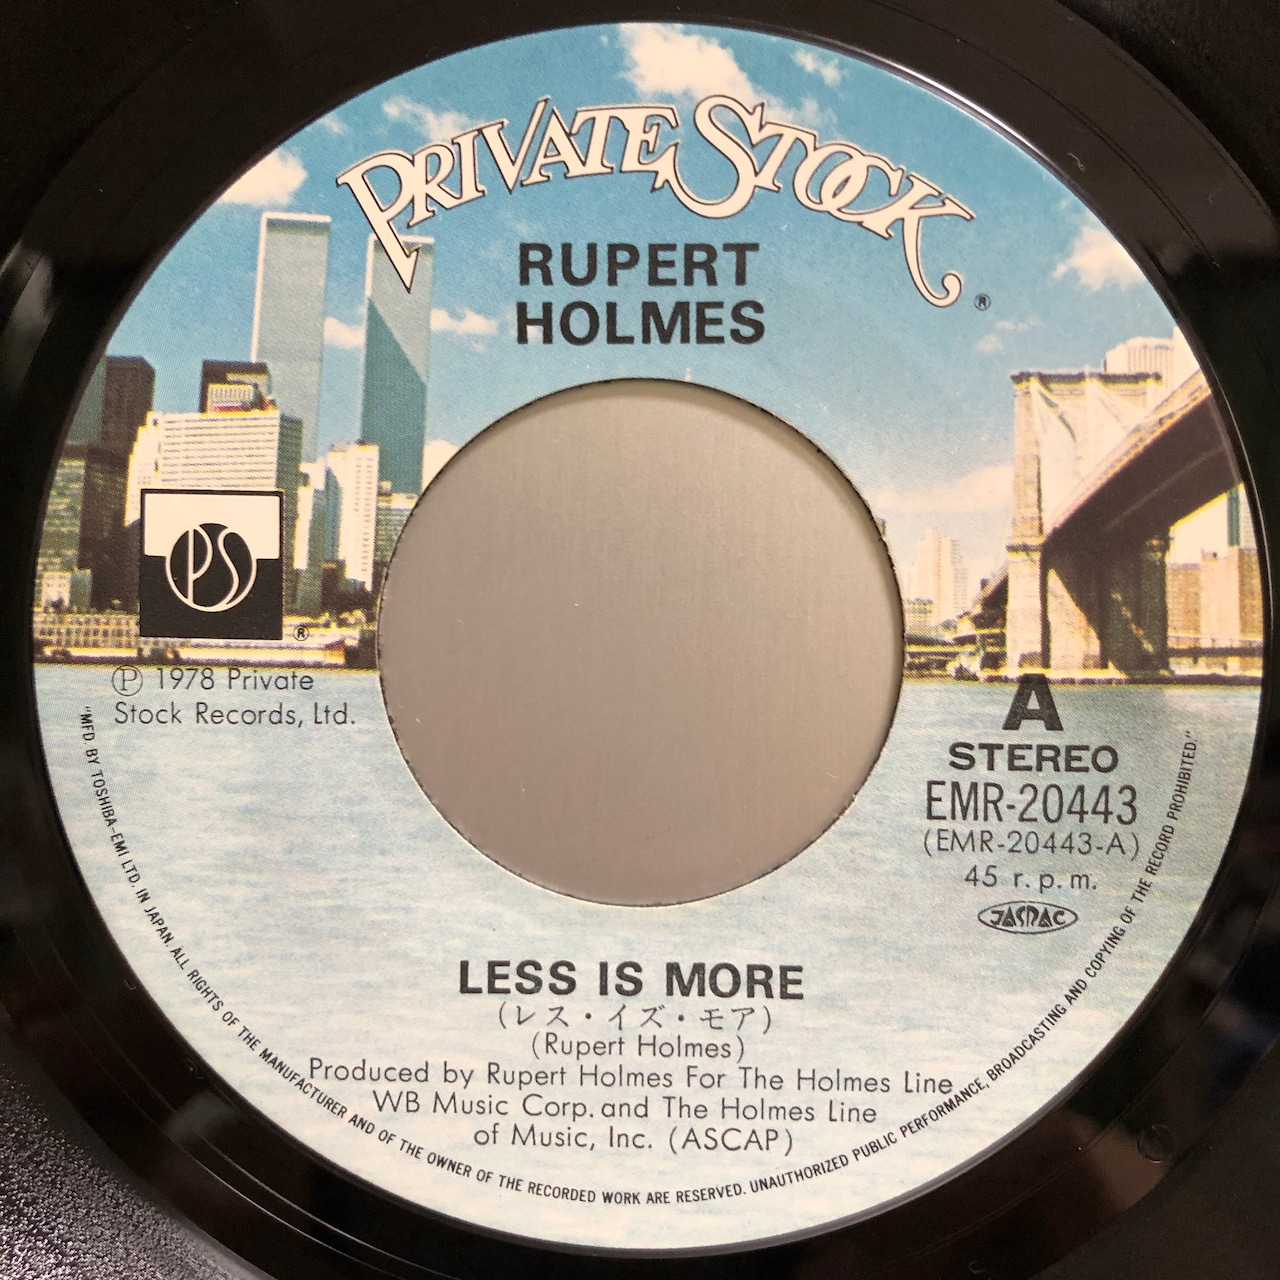 PRIVATE STOCK
®
RUPERT
HOLMES
PS
®
Ⓟ 1978 Private
Stock Records, Ltd.
A
STEREO
EMR-20443
(EMR-20443-A)
45 r.p.m.
JASRAC
LESS IS MORE
(レス・イズ・モア)
(Rupert Holmes)
Produced by Rupert Holmes For The Holmes Line
WB Music Corp. and The Holmes Line
of Music, Inc. (ASCAP)
"MFD. BY TOSHIBA-EMI LTD. IN JAPAN. ALL RIGHTS OF THE MANUFACTURER AND OF THE OWNER OF THE RECORDED WORK ARE RESERVED. UNAUTHORIZED PUBLIC PERFORMANCE, BROADCASTING AND COPYING OF THE RECORD PROHIBITED."